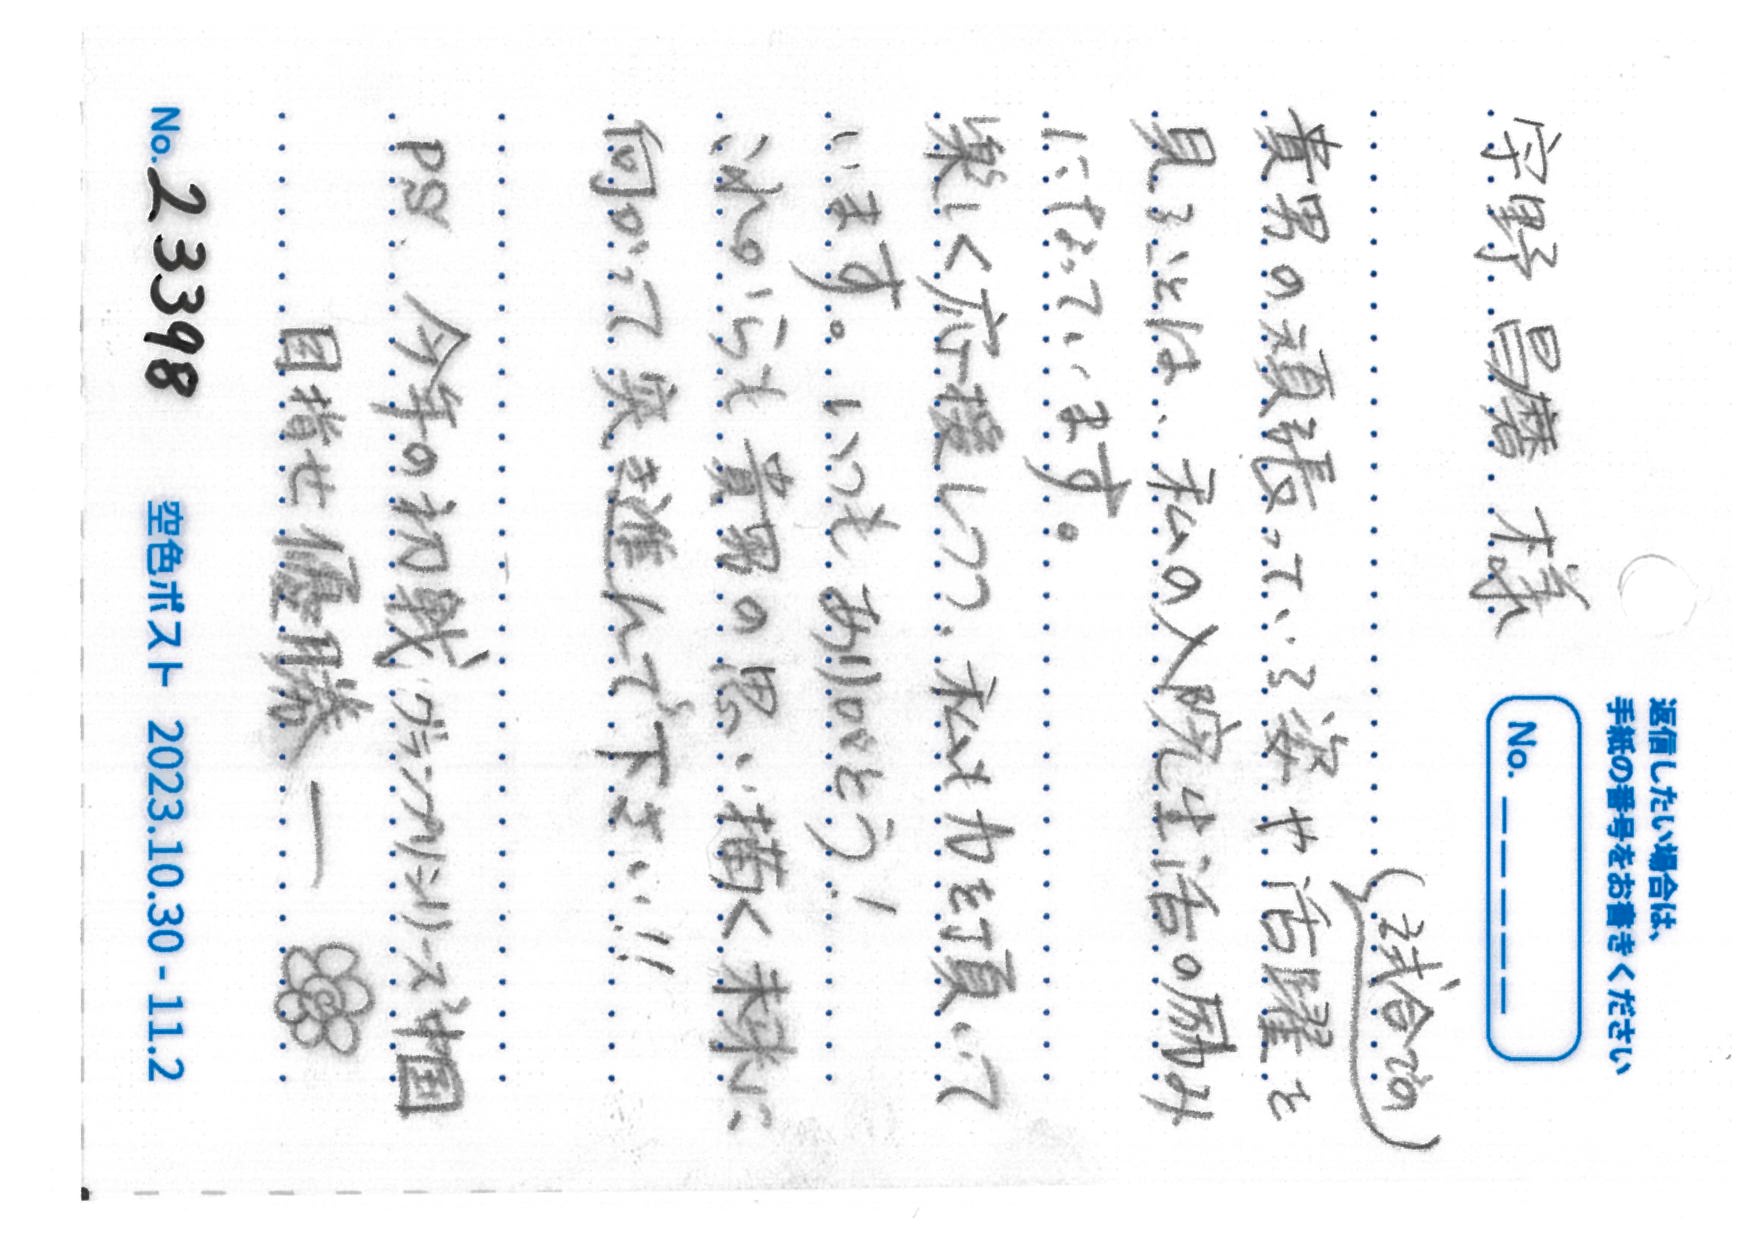 返信したい場合は、
手紙の番号をお書きください
No. _ _ _ _ _
宇野 昌磨 様
(試合での)
貴男の頑張っている姿や活躍を
見ることは、私の入院生活の励み
になっています。
楽しく応援しつつ、私も力を頂いて
います。いつもありがとう!
これからも貴男の思い描く未来に
向かって突き進んで下さい!!
PS. 今年の初戦 グランプリシリーズ中国
目指せ優勝ー
No. 23398 空色ポスト 2023.10.30 - 11.2